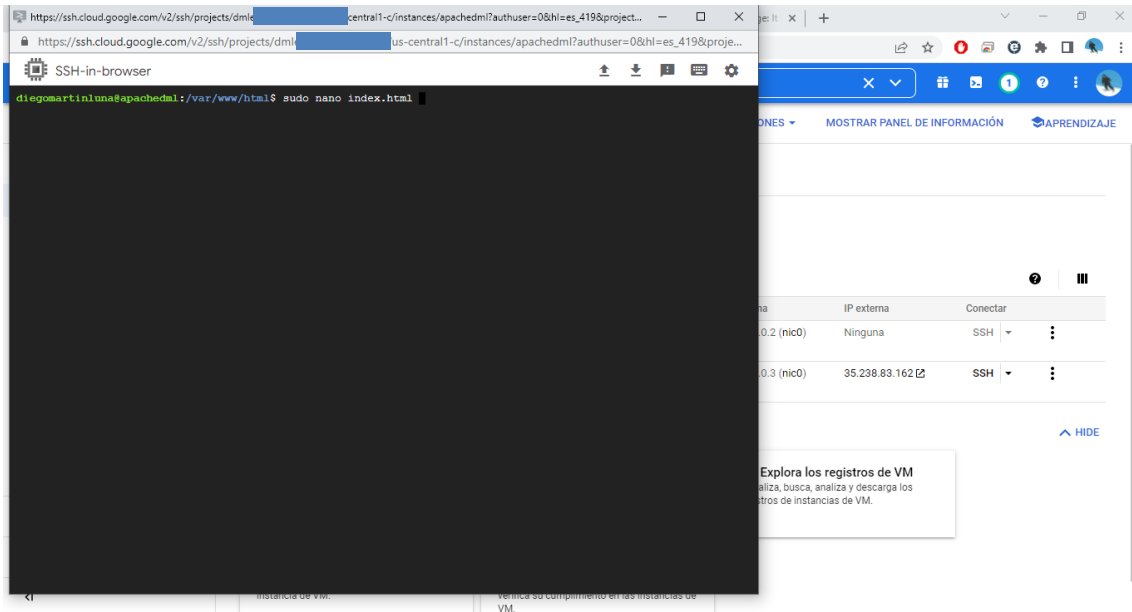 https://ssh.cloud.google.com/v2/ssh/projects/dmle central1-c/instances/apachedml?authuser=0&hl=es_419&project...
ge: It
https://ssh.cloud.google.com/v2/ssh/projects/dml us-central1-c/instances/apachedml?authuser=0&hl=es_419&proje...
SSH-in-browser
1
diegomartinluna@apachedml:/var/www/html$ sudo nano index.html
ONES
MOSTRAR PANEL DE INFORMACIÓN
APRENDIZAJE
na
IP externa
Conectar
.0.2 (nic0)
Ninguna
SSH
.0.3 (nic0)
35.238.83.162
SSH
HIDE
Explora los registros de VM
aliza, busca, analiza y descarga los
stros de instancias de VM.
instancia de VM.
verifica su cumplimiento en las instancias de
VM.